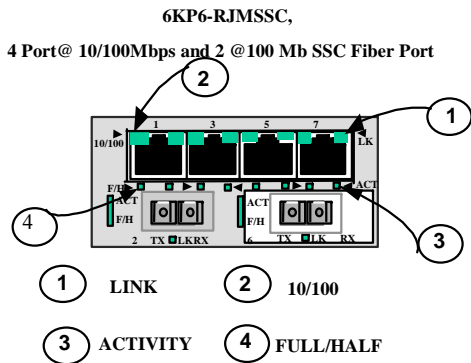 6KP6-RJMSSC,
4 Port@ 10/100Mbps and 2 @100 Mb SSC Fiber Port
2
1
1 3 5 7
10/100 LK
F/H ACT
4
ACT ACT
F/H F/H
2 TX LK RX 6 TX LK RX
3
1 LINK 2 10/100
3 ACTIVITY 4 FULL/HALF